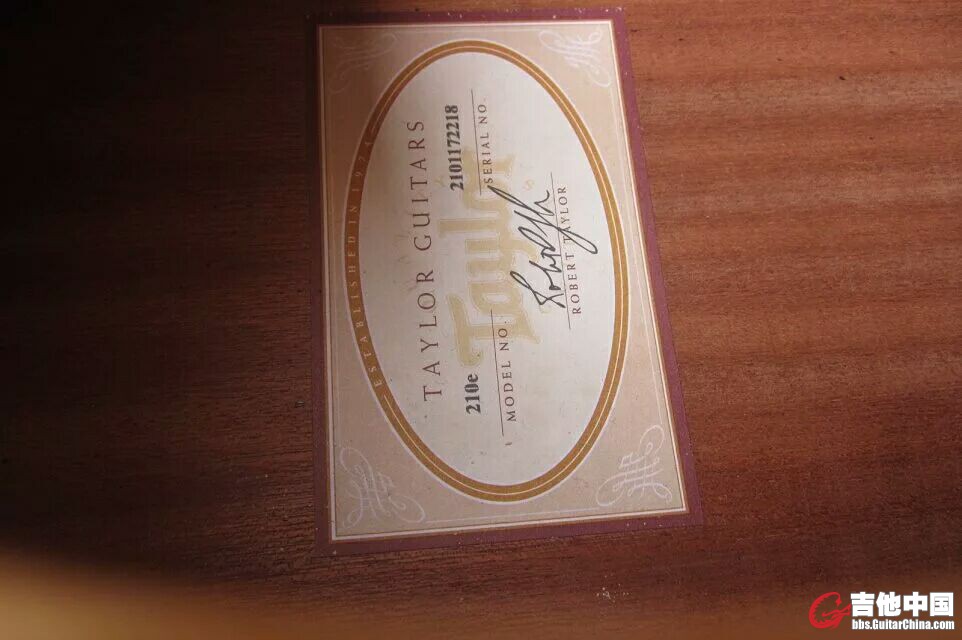 ESTABLISHED IN 1974
TAYLOR GUITARS
210e 2101172218
MODEL NO. SERIAL NO.
Taylor
ROBERT TAYLOR
吉他中国
bbs.GuitarChina.com